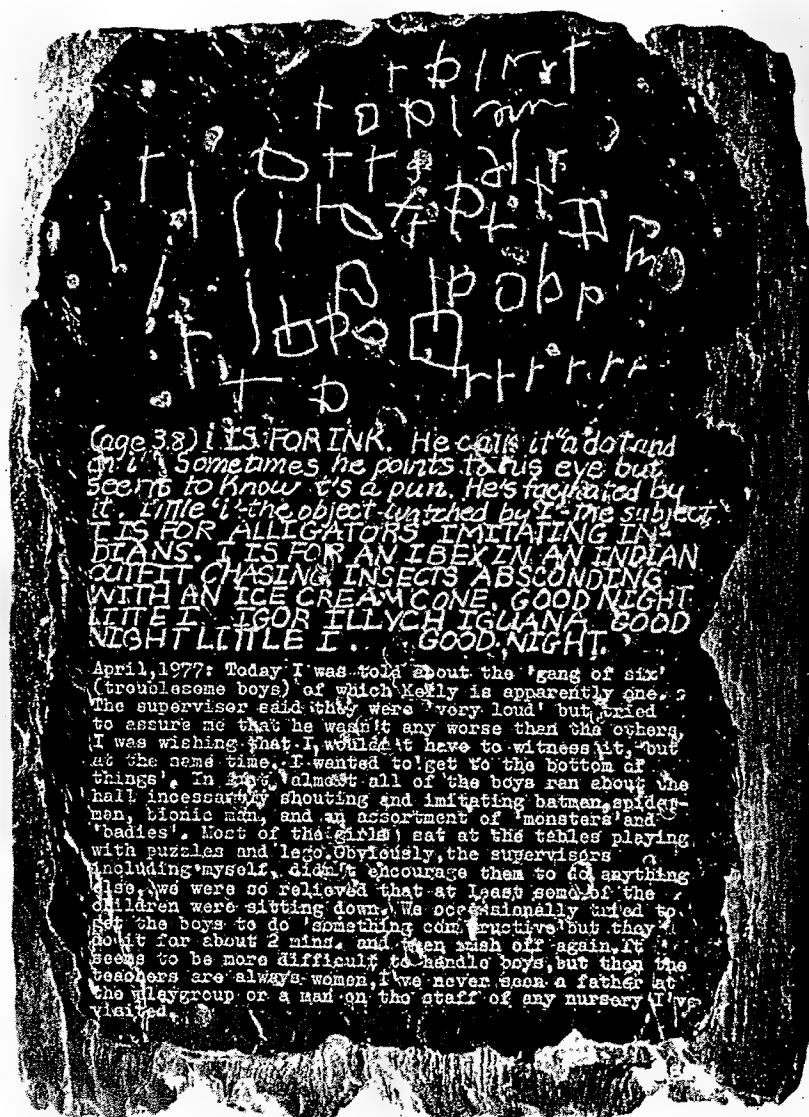 (age 3.8) i IS FOR INK. He calls it "a dot and
an i". Sometimes he points to his eye but
seems to know it's a pun. He's facinated by
it. Little 'i'-the object watched by I-the subject.
I IS FOR ALLIGATORS IMITATING IN-
DIANS. I IS FOR AN IBEX IN AN INDIAN
OUTFIT CHASING INSECTS ABSCONDING
WITH AN ICE CREAM CONE. GOOD NIGHT
LITTLE I. IGOR ILLYCH IGUANA. GOOD
NIGHT LITTLE I... GOOD NIGHT.
April,1977: Today I was told about the 'gang of six'
(troublesome boys) of which Kelly is apparently one.
The supervisor said they were 'very loud' but tried
to assure me that he wasn't any worse than the others.
I was wishing that I wouldn't have to witness it, but
at the same time, I wanted to'get to the bottom of
things'. In fact, almost all of the boys ran about the
hall incessantly shouting and imitating batman,spider-
man, bionic man, and an assortment of 'monsters'and
'badies'. Most of the girls sat at the tables playing
with puzzles and lego.Obviously,the supervisors
including myself, didn't encourage them to do anything
else, we were so relieved that at least some of the
children were sitting down. We occassionally tried to
get the boys to do 'something constructive'but they
do it for about 2 mins. and then rush off again.It
seems to be more difficult to handle boys,but then the
teachers are always women,I've never seen a father at
the playgroup or a man on the staff of any nursery I've
visited.